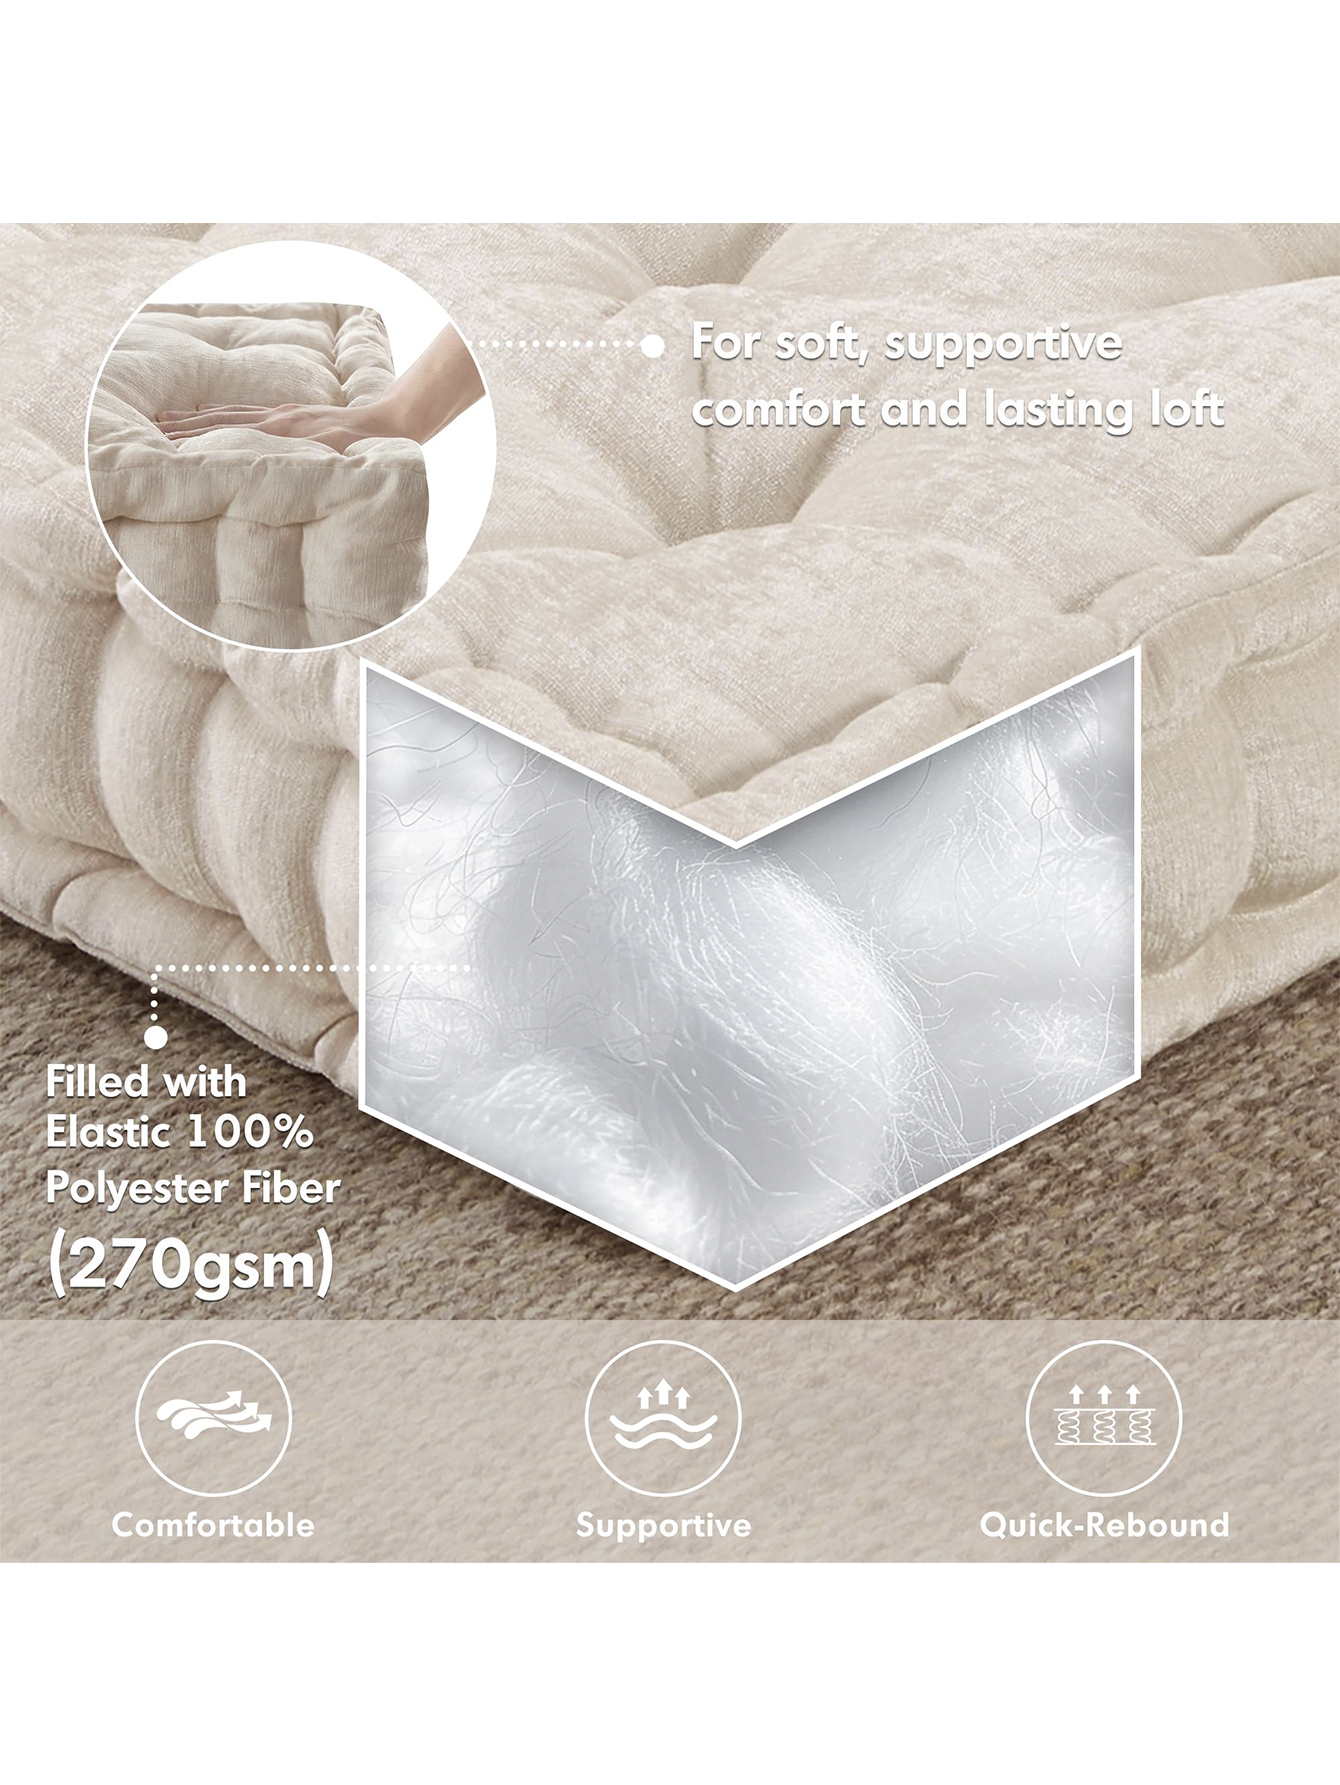 For soft, supportive
comfort and lasting loft
Filled with
Elastic 100%
Polyester Fiber
(270gsm)
Comfortable
Supportive
Quick-Rebound